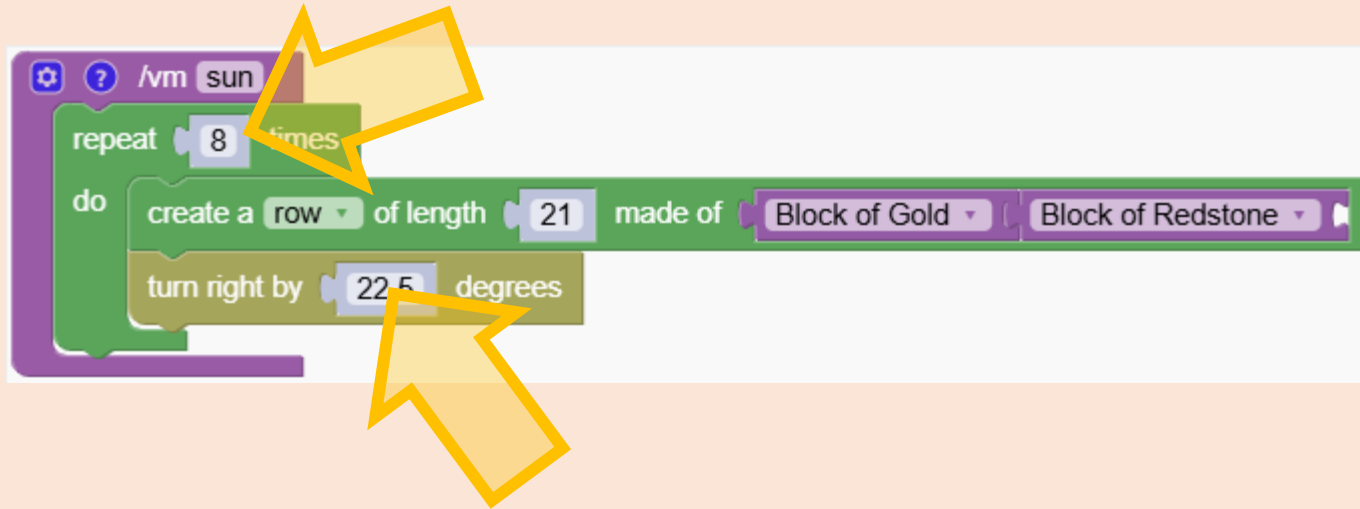 /vm sun
repeat 8 times
do create a row of length 21 made of Block of Gold Block of Redstone
turn right by 22.5 degrees